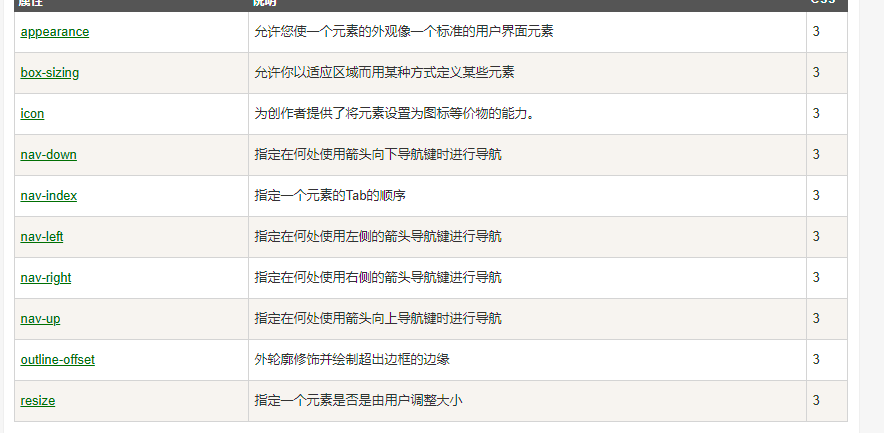 属性 说明 CSS
appearance 允许您使一个元素的外观像一个标准的用户界面元素 3
box-sizing 允许你以适应区域而用某种方式定义某些元素 3
icon 为创作者提供了将元素设置为图标等价物的能力。 3
nav-down 指定在何处使用箭头向下导航键时进行导航 3
nav-index 指定一个元素的Tab的顺序 3
nav-left 指定在何处使用左侧的箭头导航键进行导航 3
nav-right 指定在何处使用右侧的箭头导航键进行导航 3
nav-up 指定在何处使用箭头向上导航键时进行导航 3
outline-offset 外轮廓修饰并绘制超出边框的边缘 3
resize 指定一个元素是否是由用户调整大小 3